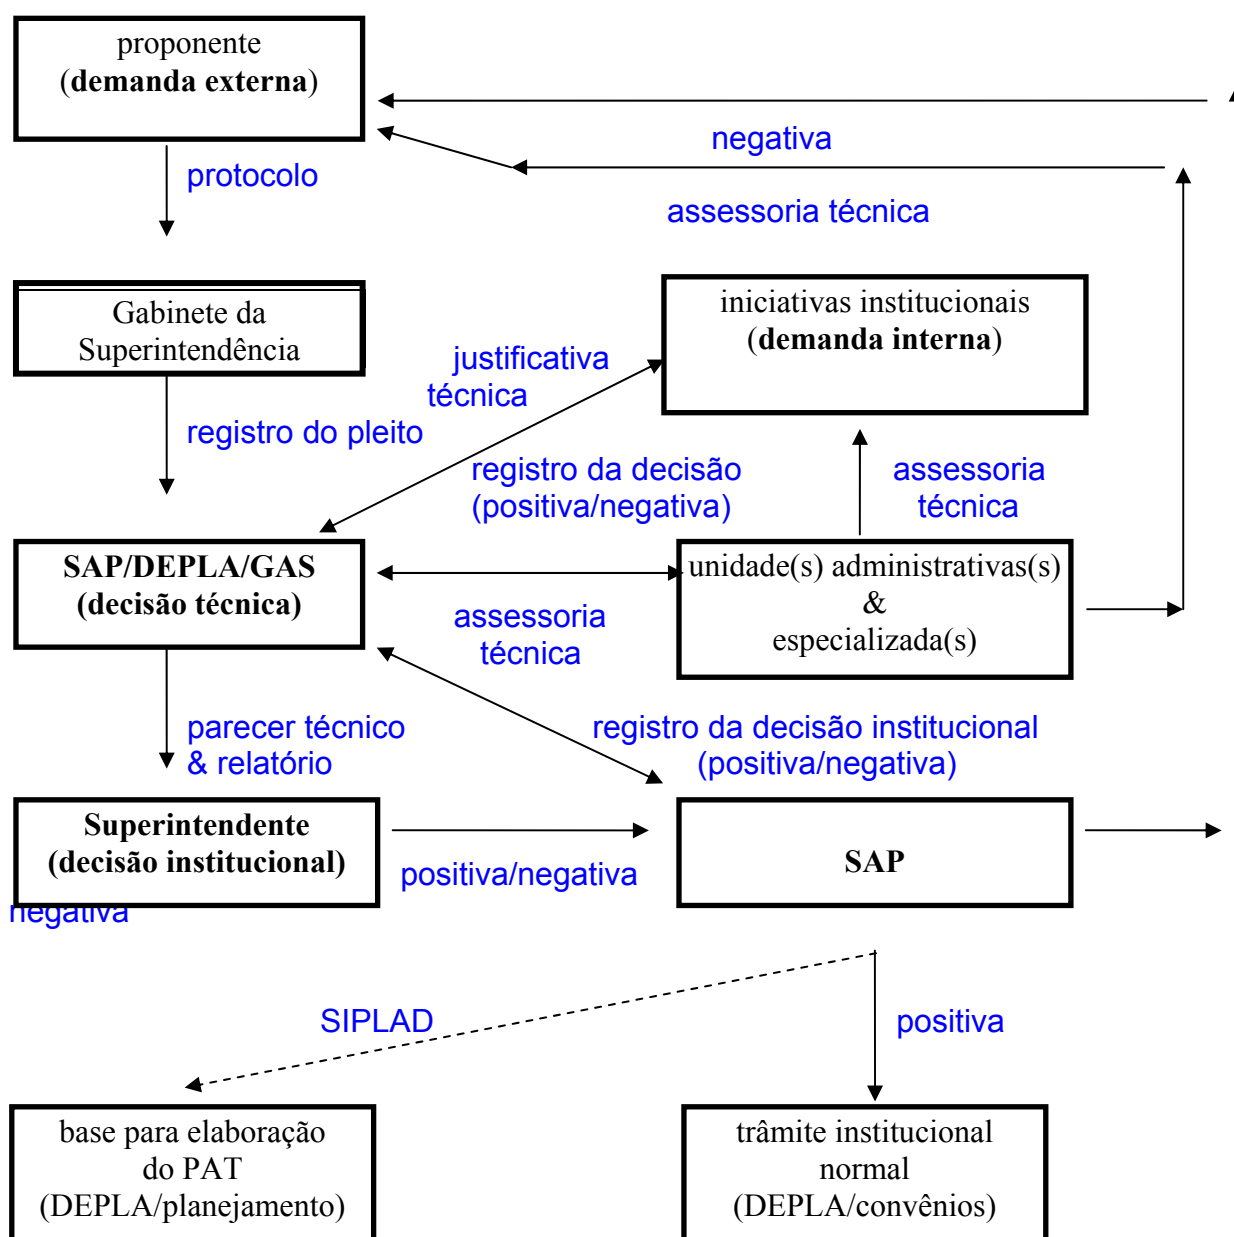 proponente
(demanda externa)
negativa
protocolo
assessoria técnica
Gabinete da
Superintendência
iniciativas institucionais
(demanda interna)
justificativa
técnica
registro do pleito
registro da decisão
(positiva/negativa)
assessoria
técnica
SAP/DEPLA/GAS
(decisão técnica)
unidade(s) administrativas(s)
&
especializada(s)
assessoria
técnica
parecer técnico
& relatório
registro da decisão institucional
(positiva/negativa)
Superintendente
(decisão institucional)
positiva/negativa
SAP
negativa
SIPLAD
positiva
base para elaboração
do PAT
(DEPLA/planejamento)
trâmite institucional
normal
(DEPLA/convênios)